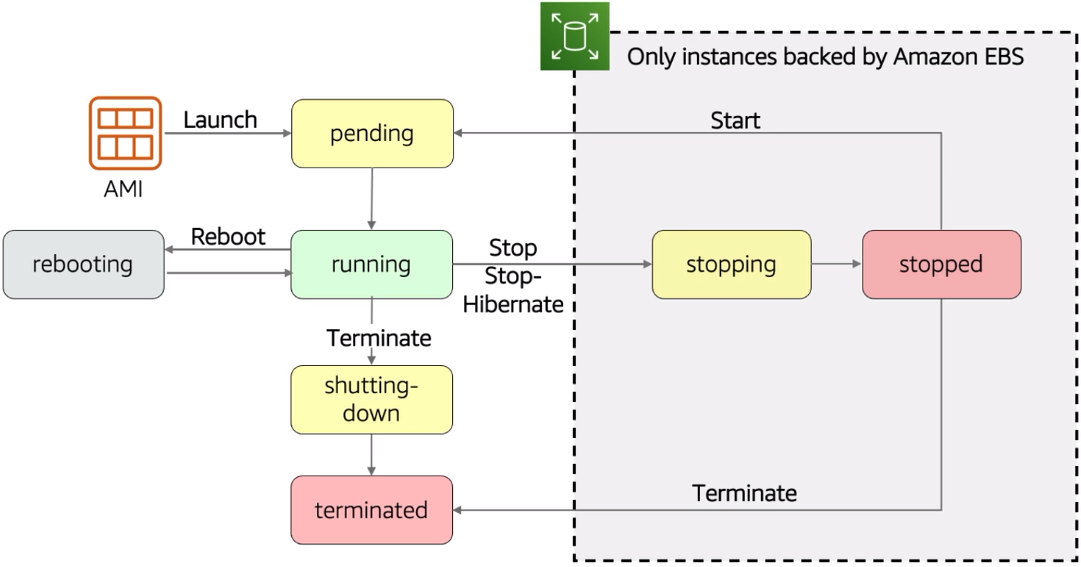 Only instances backed by Amazon EBS
Launch
pending
Start
AMI
rebooting
Reboot
running
Stop
Stop-
Hibernate
stopping
stopped
Terminate
shutting-
down
terminated
Terminate